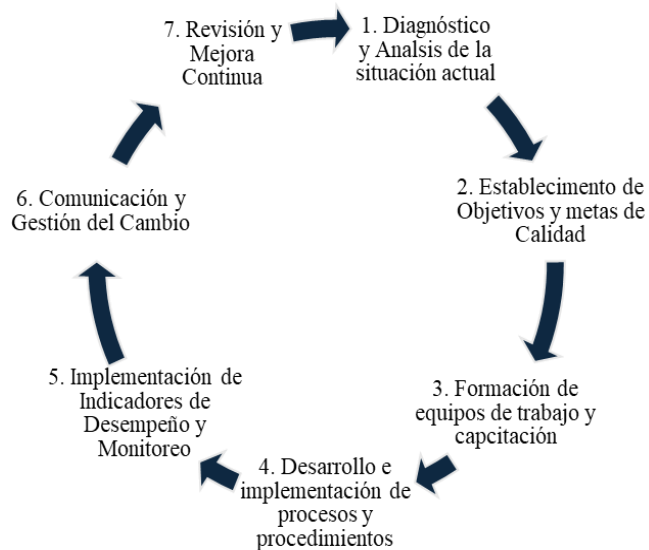 1. Diagnóstico
y Analsis de la
situación actual
2. Establecimento de
Objetivos y metas de
Calidad
3. Formación de
equipos de trabajo y
capcitación
4. Desarrollo e
implementación de
procesos y
procedimientos
5. Implementación de
Indicadores de
Desempeño y
Monitoreo
6. Comunicación y
Gestión del Cambio
7. Revisión y
Mejora
Continua